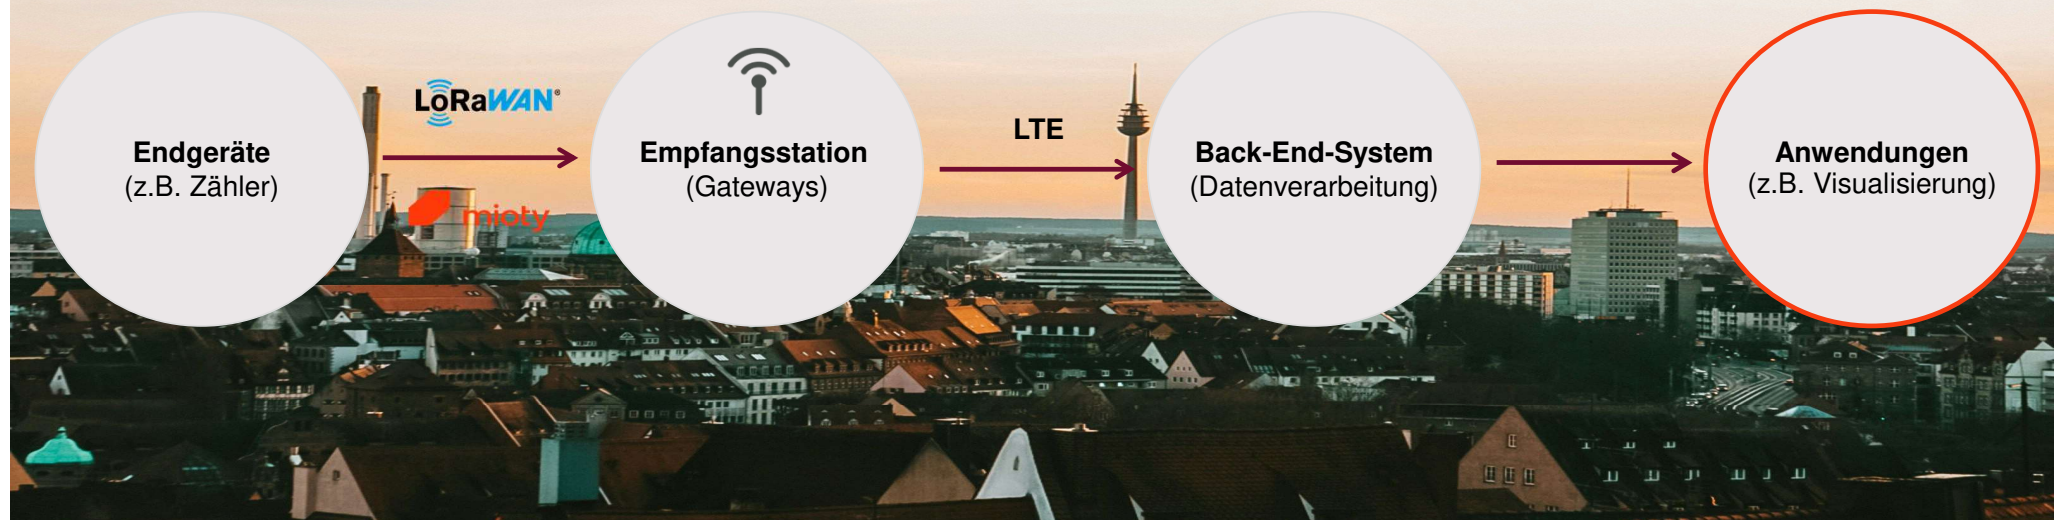 Endgeräte
(z.B. Zähler)
LoRaWAN®
mioty
Empfangsstation
(Gateways)
LTE
Back-End-System
(Datenverarbeitung)
Anwendungen
(z.B. Visualisierung)